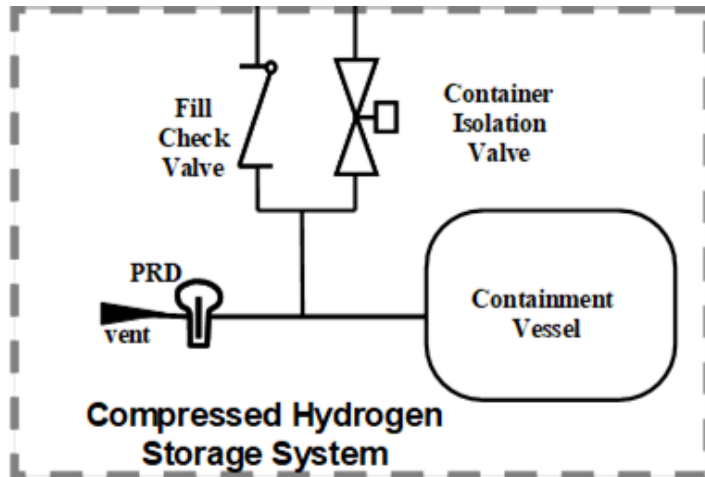 Fill
Check
Valve
Container
Isolation
Valve
PRD
vent
Containment
Vessel
Compressed Hydrogen
Storage System